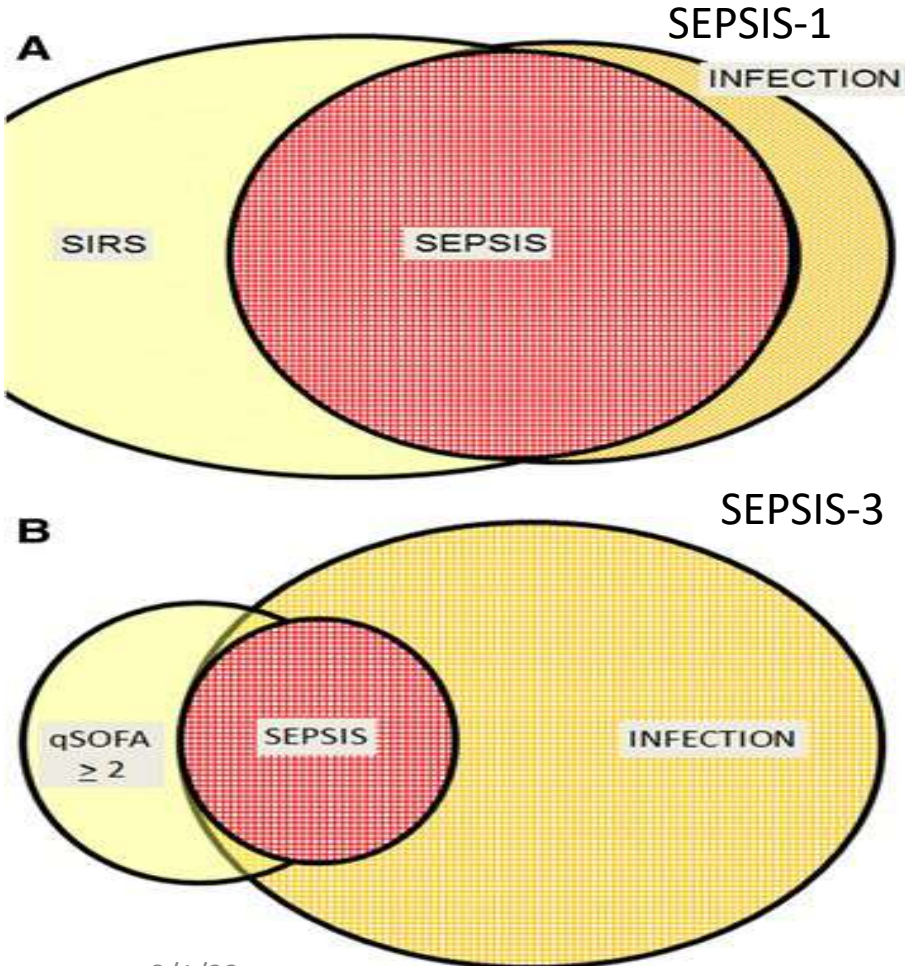 SEPSIS-1
A
INFECTION
SIRS
SEPSIS
SEPSIS-3
B
qSOFA
≥ 2
SEPSIS
INFECTION